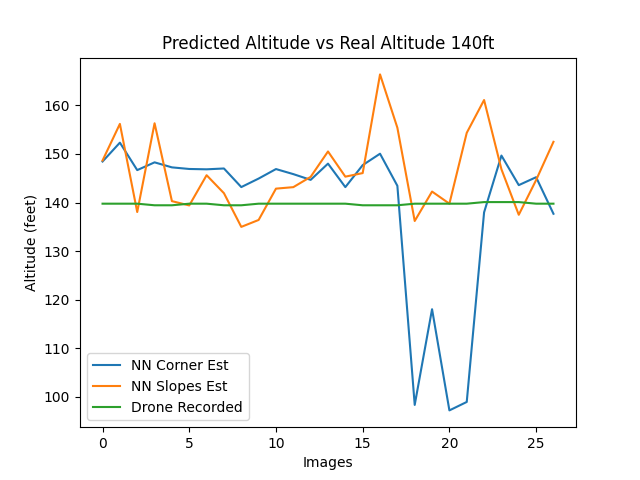 Predicted Altitude vs Real Altitude 140ft
Altitude (feet)
160
150
140
130
120
110
100
NN Corner Est
NN Slopes Est
Drone Recorded
0 5 10 15 20 25
Images